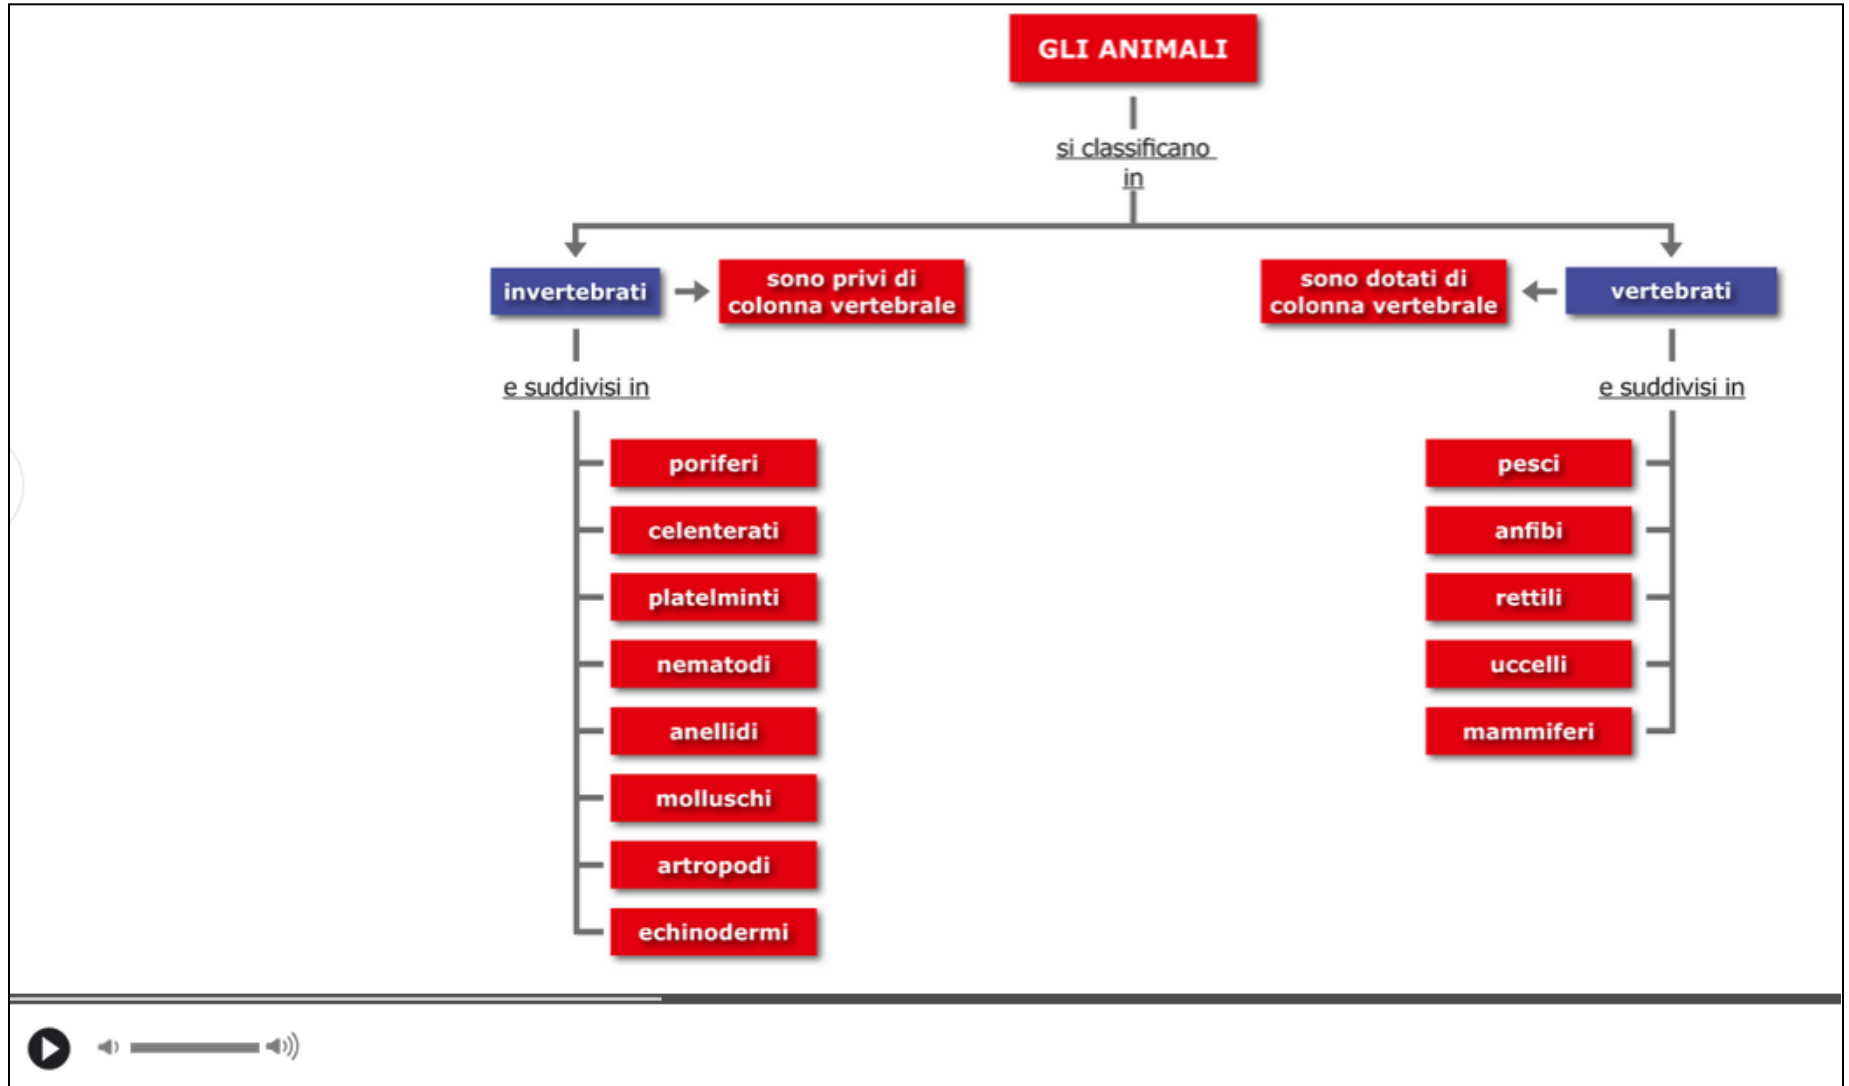 GLI ANIMALI
si classificano
in
invertebrati
sono privi di
colonna vertebrale
sono dotati di
colonna vertebrale
vertebrati
e suddivisi in
e suddivisi in
poriferi
celenterati
platelminti
nematodi
anellidi
molluschi
artropodi
echinodermi
pesci
anfibi
rettili
uccelli
mammiferi